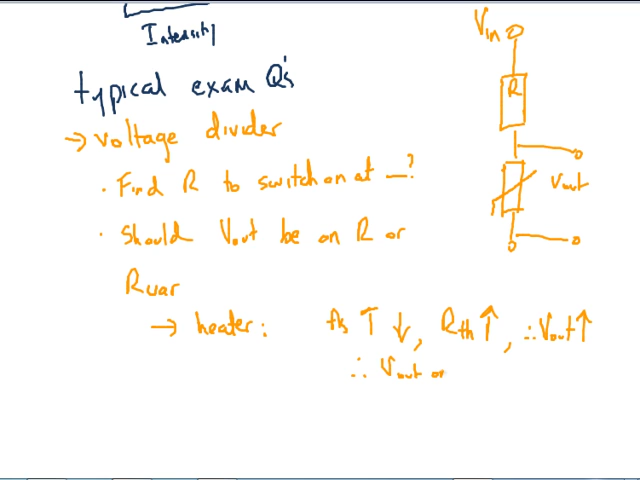 Intensity
typical exam Q's
→ voltage divider
· Find R to switch on at __?
· Should Vout be on R or
Rvar
→ heater: As T ↓, Rth ↑, ∴ Vout ↑
∴ Vout on
Vin
R
Vout